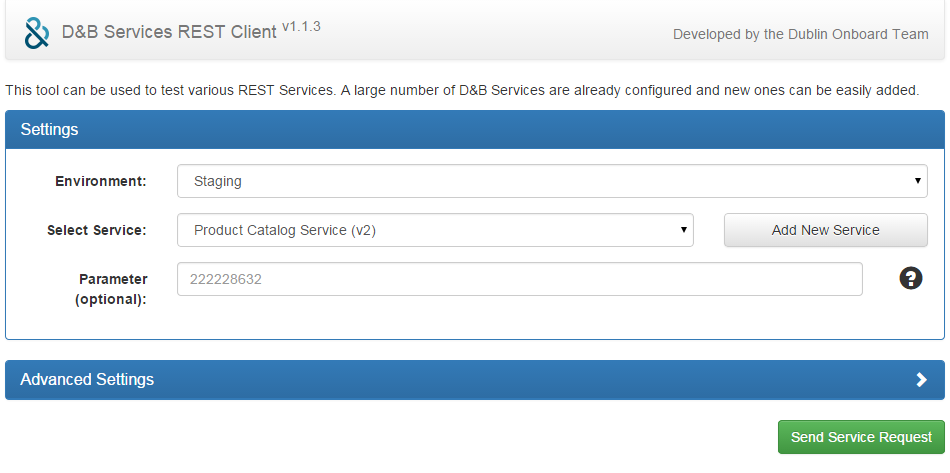 D&B Services REST Client v1.1.3
Developed by the Dublin Onboard Team
This tool can be used to test various REST Services. A large number of D&B Services are already configured and new ones can be easily added.
Settings
Environment:
Staging
Select Service:
Product Catalog Service (v2)
Add New Service
Parameter
(optional):
222228632
?
Advanced Settings
Send Service Request